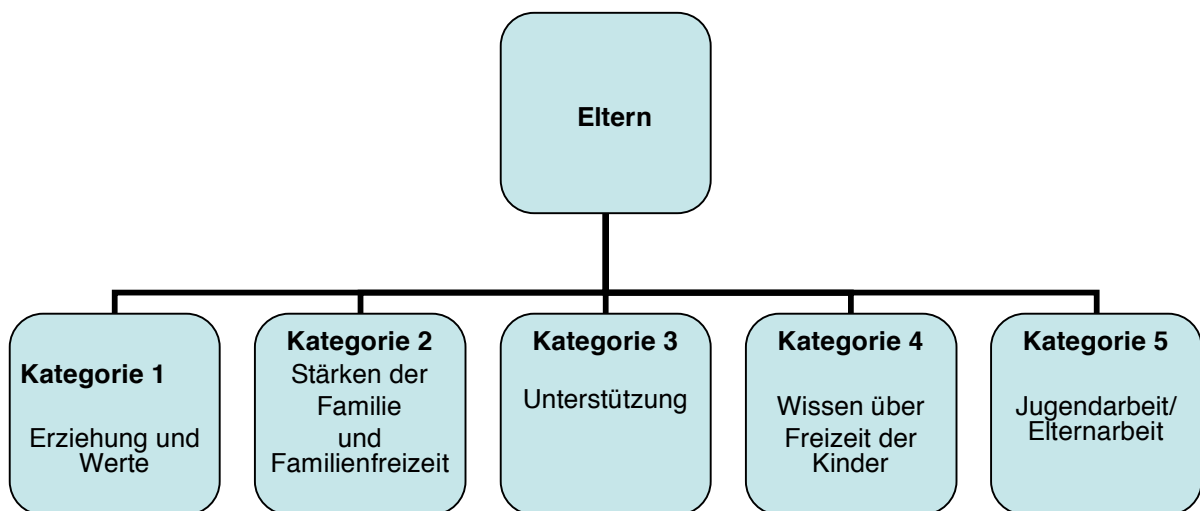 Eltern
Kategorie 1
Erziehung und
Werte
Kategorie 2
Stärken der
Familie
und
Familienfreizeit
Kategorie 3
Unterstützung
Kategorie 4
Wissen über
Freizeit der
Kinder
Kategorie 5
Jugendarbeit/
Elternarbeit